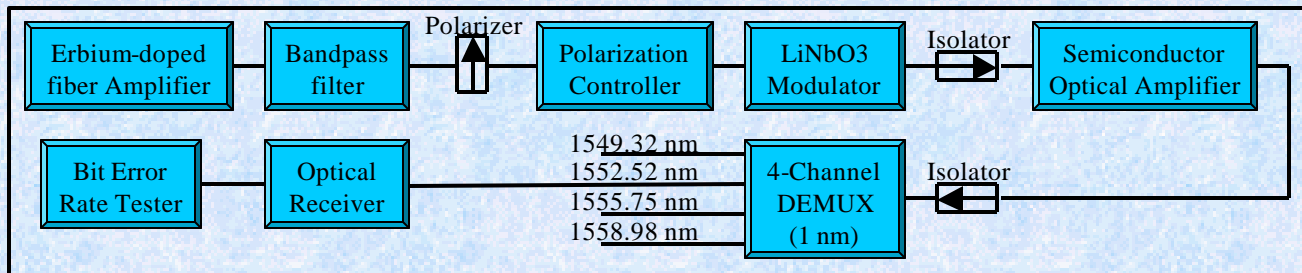 Erbium-doped
fiber Amplifier
Bandpass
filter
Polarizer
Polarization
Controller
LiNbO3
Modulator
Isolator
Semiconductor
Optical Amplifier
Bit Error
Rate Tester
Optical
Receiver
1549.32 nm
1552.52 nm
1555.75 nm
1558.98 nm
4-Channel
DEMUX
(1 nm)
Isolator